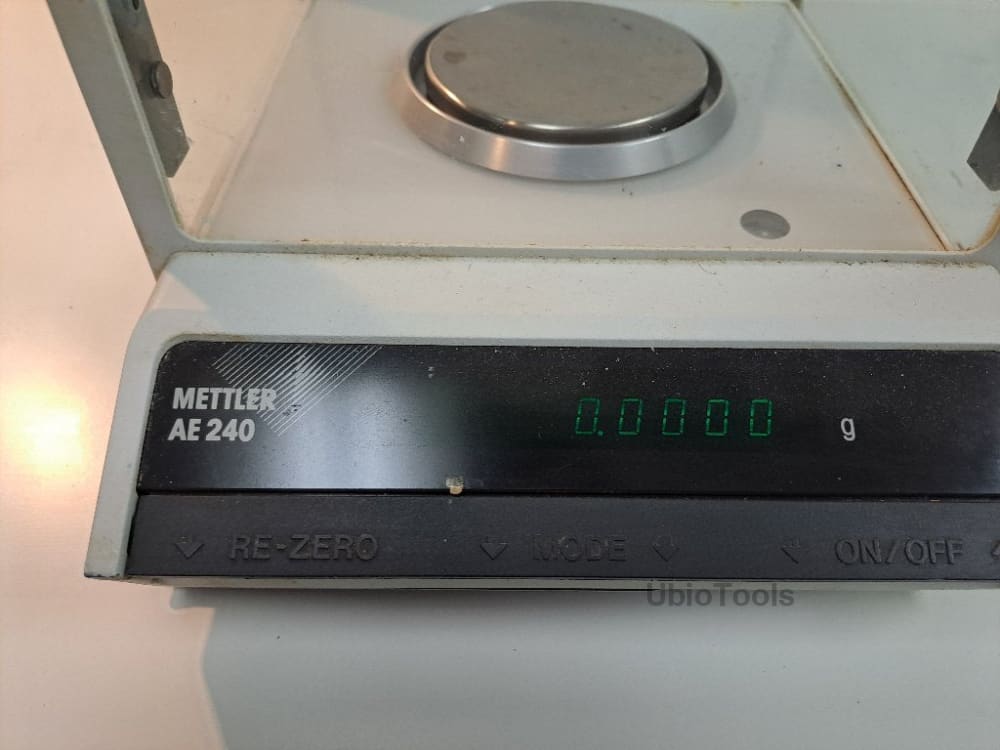 METTLER
AE 240
0.0000 g
RE-ZERO MODE ON/OFF
UbioTools